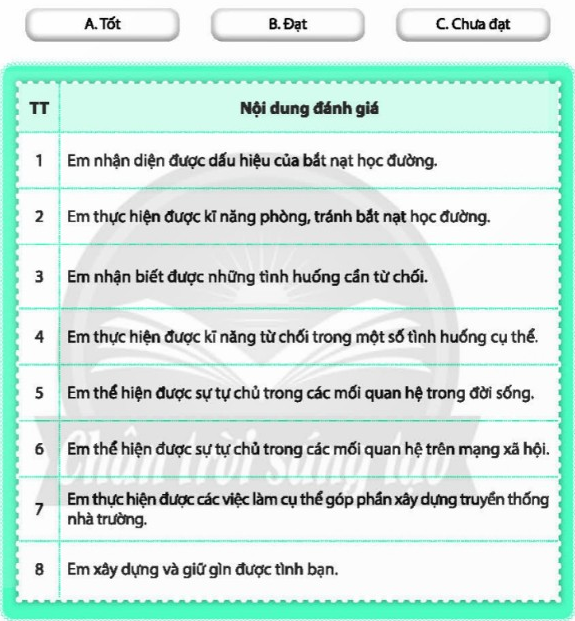 A. Tốt B. Đạt C. Chưa đạt
TT Nội dung đánh giá
1 Em nhận diện được dấu hiệu của bắt nạt học đường.
2 Em thực hiện được kĩ năng phòng, tránh bắt nạt học đường.
3 Em nhận biết được những tình huống cần từ chối.
4 Em thực hiện được kĩ năng từ chối trong một số tình huống cụ thể.
5 Em thể hiện được sự tự chủ trong các mối quan hệ trong đời sống.
6 Em thể hiện được sự tự chủ trong các mối quan hệ trên mạng xã hội.
Chân trời sáng tạo
7 Em thực hiện được các việc làm cụ thể góp phần xây dựng truyền thống
nhà trường.
8 Em xây dựng và giữ gìn được tình bạn.